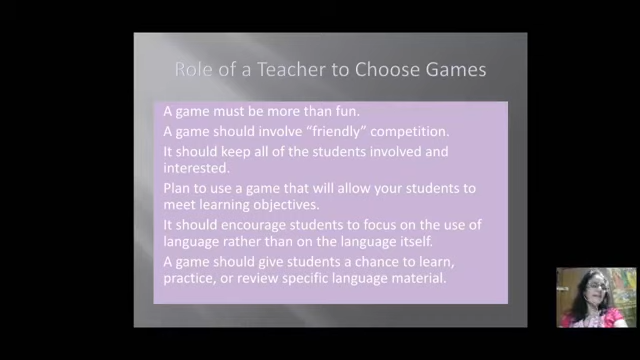 Role of a Teacher to Choose Games
A game must be more than fun.
A game should involve “friendly” competition.
It should keep all of the students involved and
interested.
Plan to use a game that will allow your students to
meet learning objectives.
It should encourage students to focus on the use of
language rather than on the language itself.
A game should give students a chance to learn,
practice, or review specific language material.